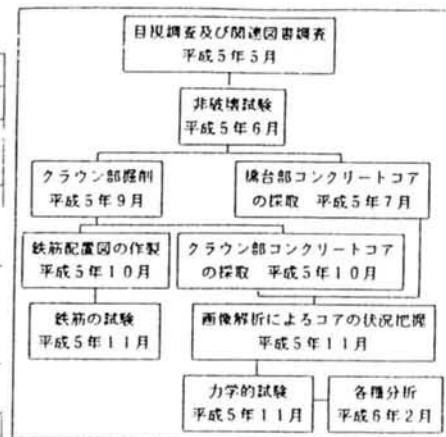 目視調査及び関連図書調査
平成5年5月
非破壊試験
平成5年6月
クラウン部掘削
平成5年9月
橋台部コンクリートコア
の採取 平成5年7月
鉄筋配置図の作製
平成5年10月
クラウン部コンクリートコア
の採取 平成5年10月
鉄筋の試験
平成5年11月
画像解析によるコアの状況把握
平成5年11月
力学的試験
平成5年11月
各種分析
平成6年2月